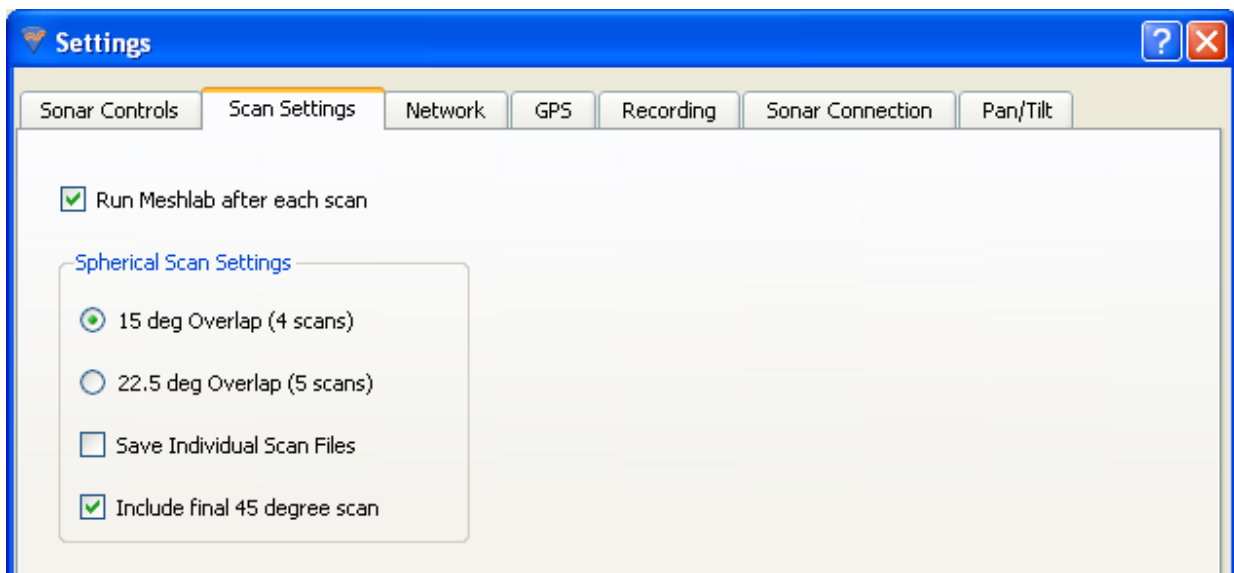 Settings
Sonar Controls Scan Settings Network GPS Recording Sonar Connection Pan/Tilt
Run Meshlab after each scan
Spherical Scan Settings
15 deg Overlap (4 scans)
22.5 deg Overlap (5 scans)
Save Individual Scan Files
Include final 45 degree scan